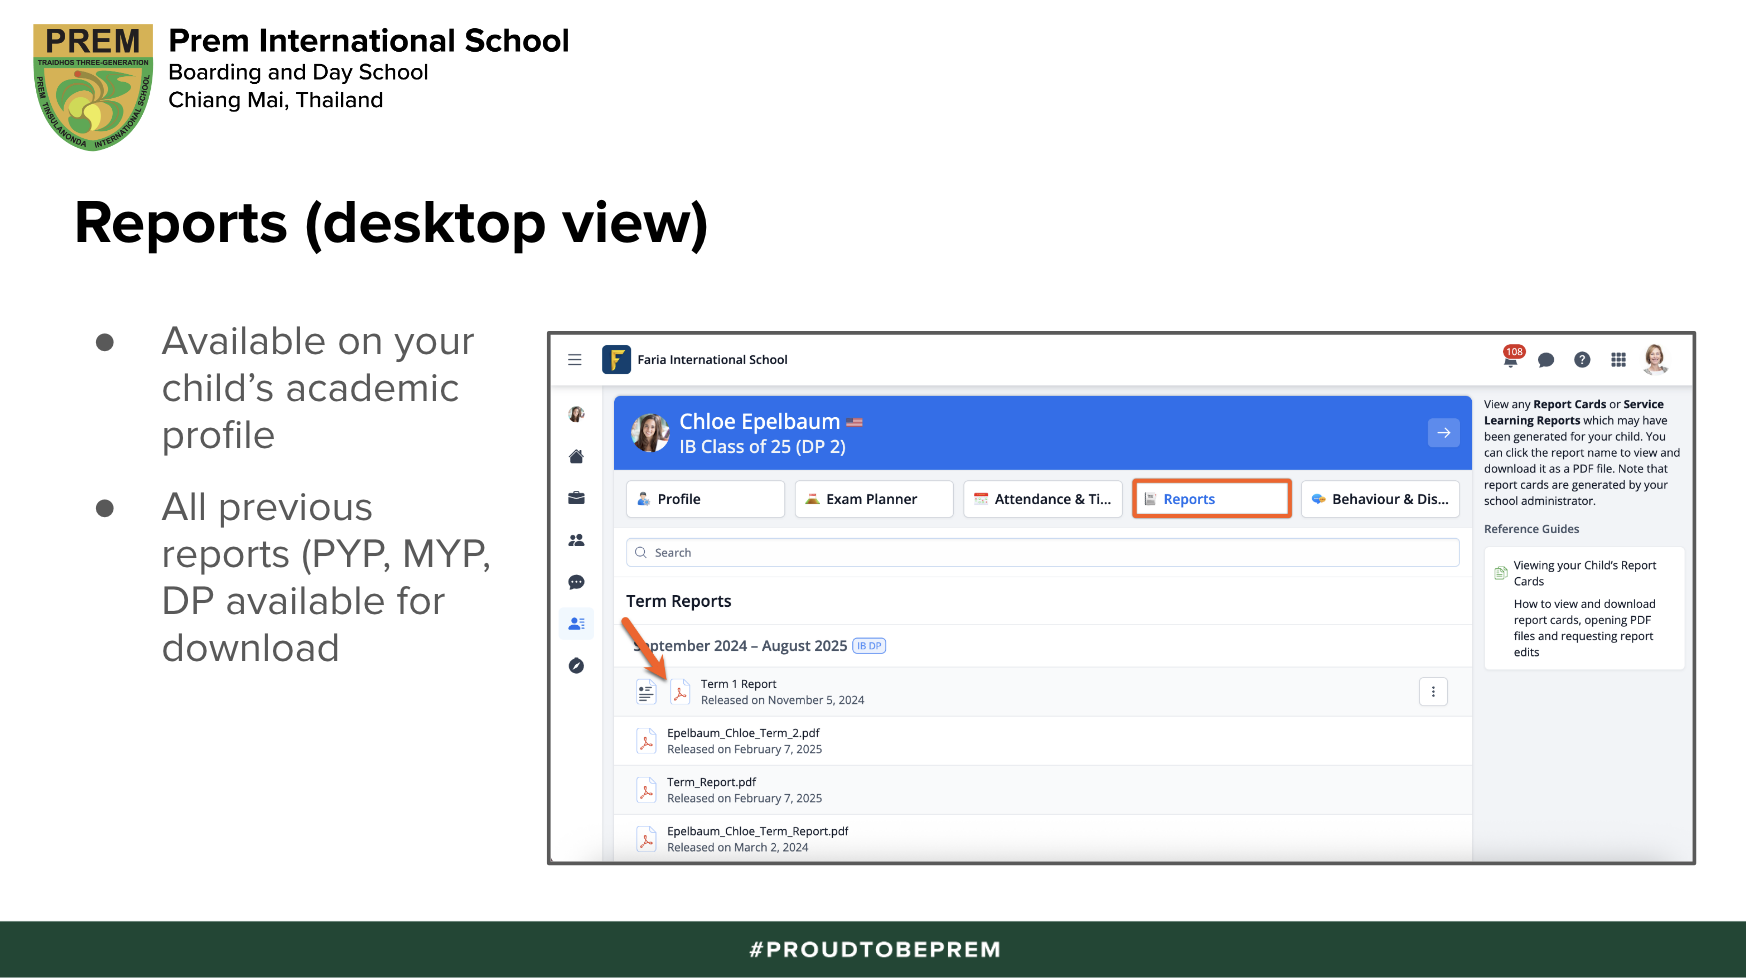 PREM
TRAIDHOS THREE-GENERATION
PREM TINSULANONDA INTERNATIONAL SCHOOL
Prem International School
Boarding and Day School
Chiang Mai, Thailand
Reports (desktop view)
● Available on your
child’s academic
profile
● All previous
reports (PYP, MYP,
DP available for
download
F
Faria International School
108
?
Chloe Epelbaum
IB Class of 25 (DP 2)
Profile
Exam Planner
Attendance & Ti...
Reports
Behaviour & Dis...
Search
Term Reports
September 2024 – August 2025 IB DP
Term 1 Report
Released on November 5, 2024
Epelbaum_Chloe_Term_2.pdf
Released on February 7, 2025
Term_Report.pdf
Released on February 7, 2025
Epelbaum_Chloe_Term_Report.pdf
Released on March 2, 2024
View any Report Cards or Service
Learning Reports which may have
been generated for your child. You
can click the report name to view and
download it as a PDF file. Note that
report cards are generated by your
school administrator.
Reference Guides
Viewing your Child’s Report
Cards
How to view and download
report cards, opening PDF
files and requesting report
edits
#PROUDTOBEPREM